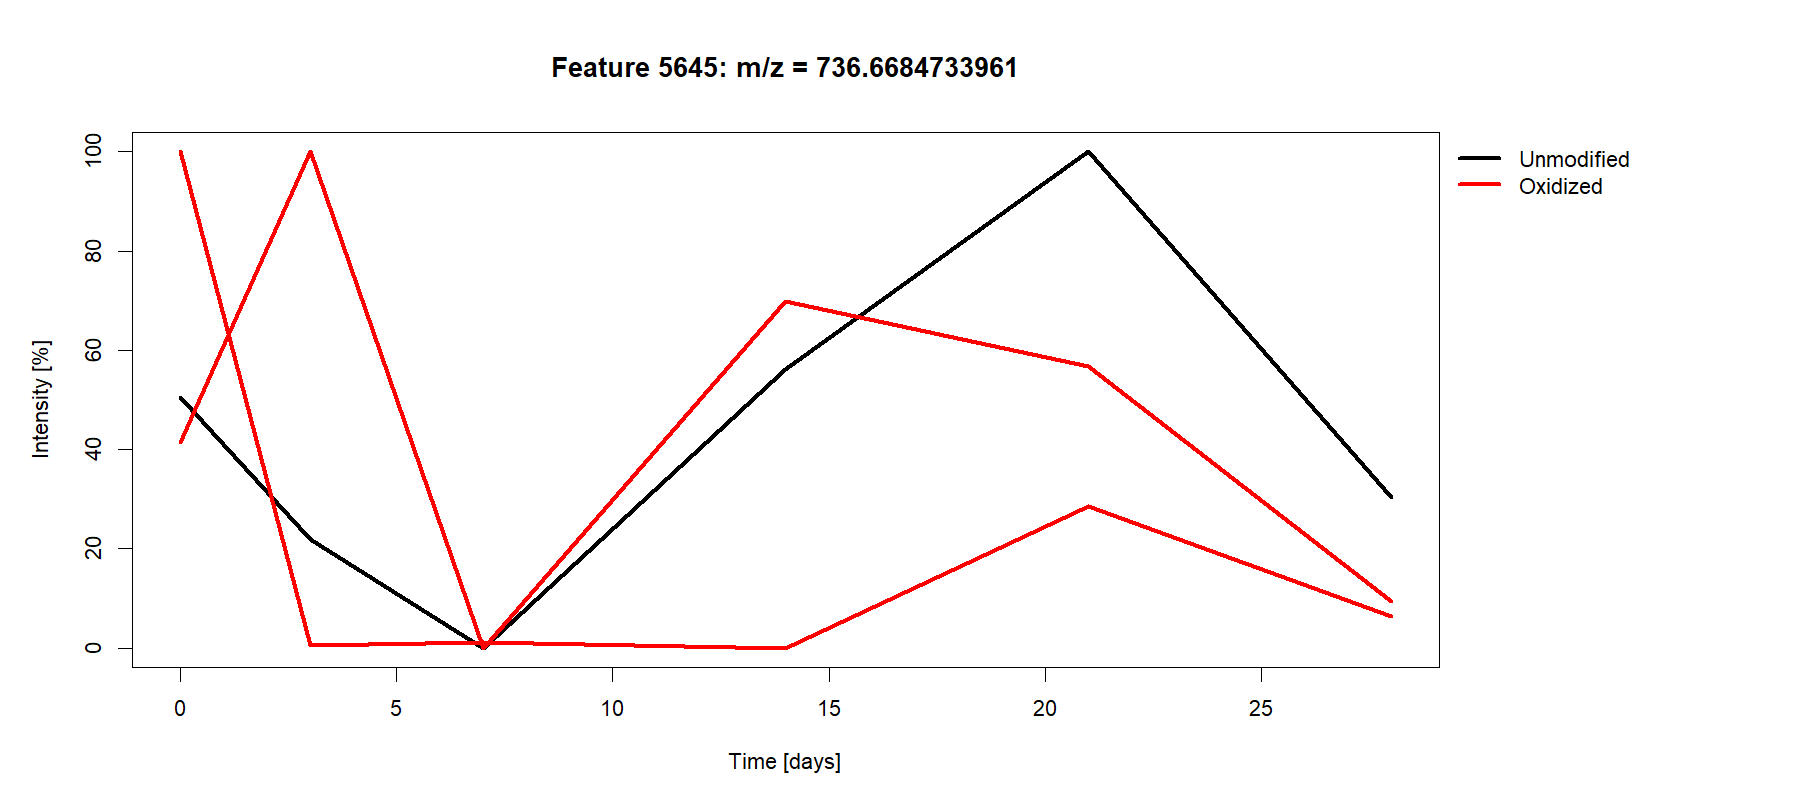 Feature 5645: m/z = 736.6684733961
Unmodified
Oxidized
100
80
60
40
20
0
Intensity [%]
0 5 10 15 20 25
Time [days]